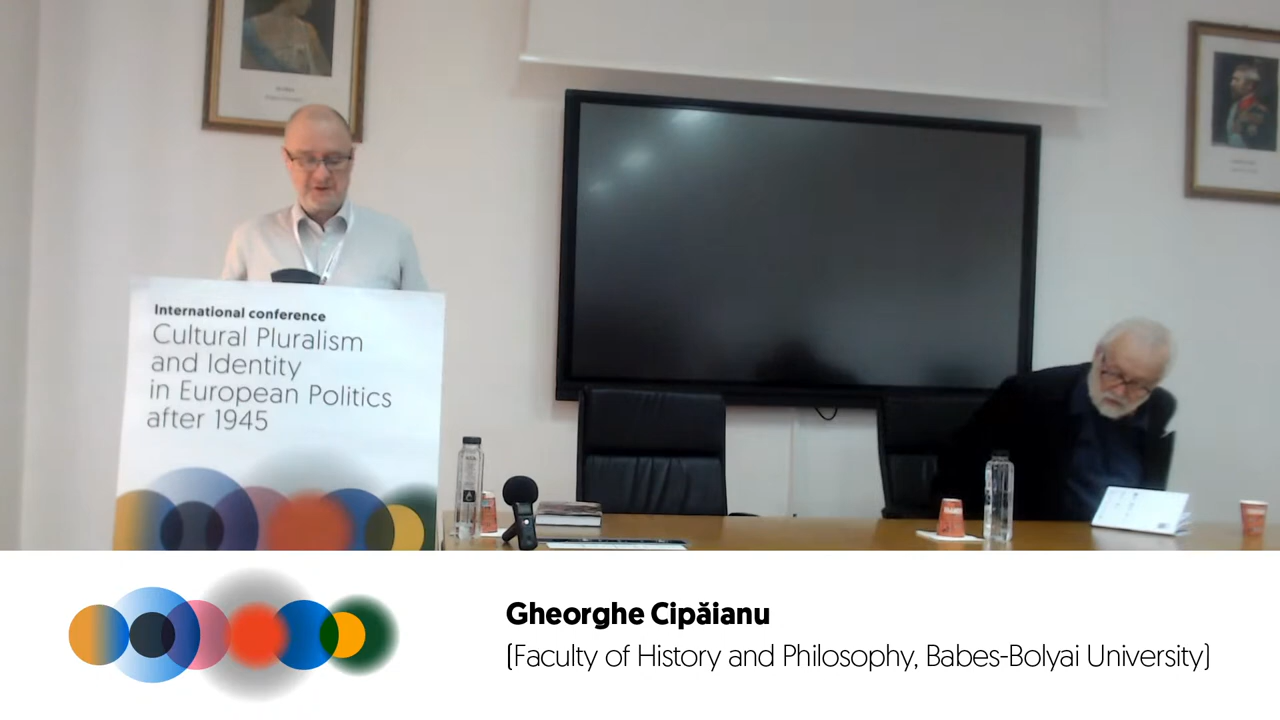 International conference
Cultural Pluralism
and Identity
in European Politics
after 1945
Gheorghe Cipăianu
(Faculty of History and Philosophy, Babes-Bolyai University)